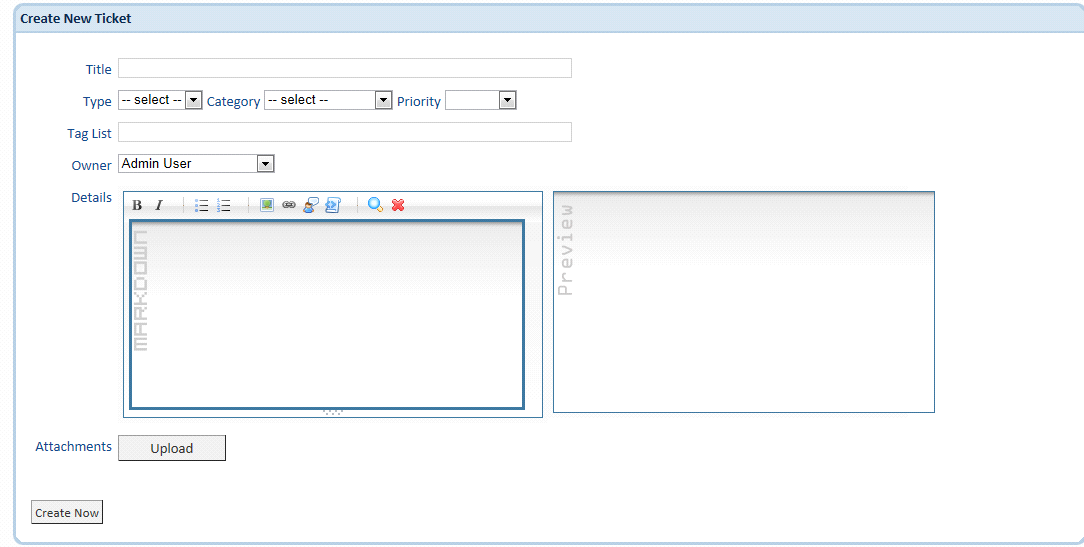 Create New Ticket
Title
Type -- select -- Category -- select -- Priority
Tag List
Owner Admin User
Details
B I
MARKDOWN
Preview
Attachments Upload
Create Now